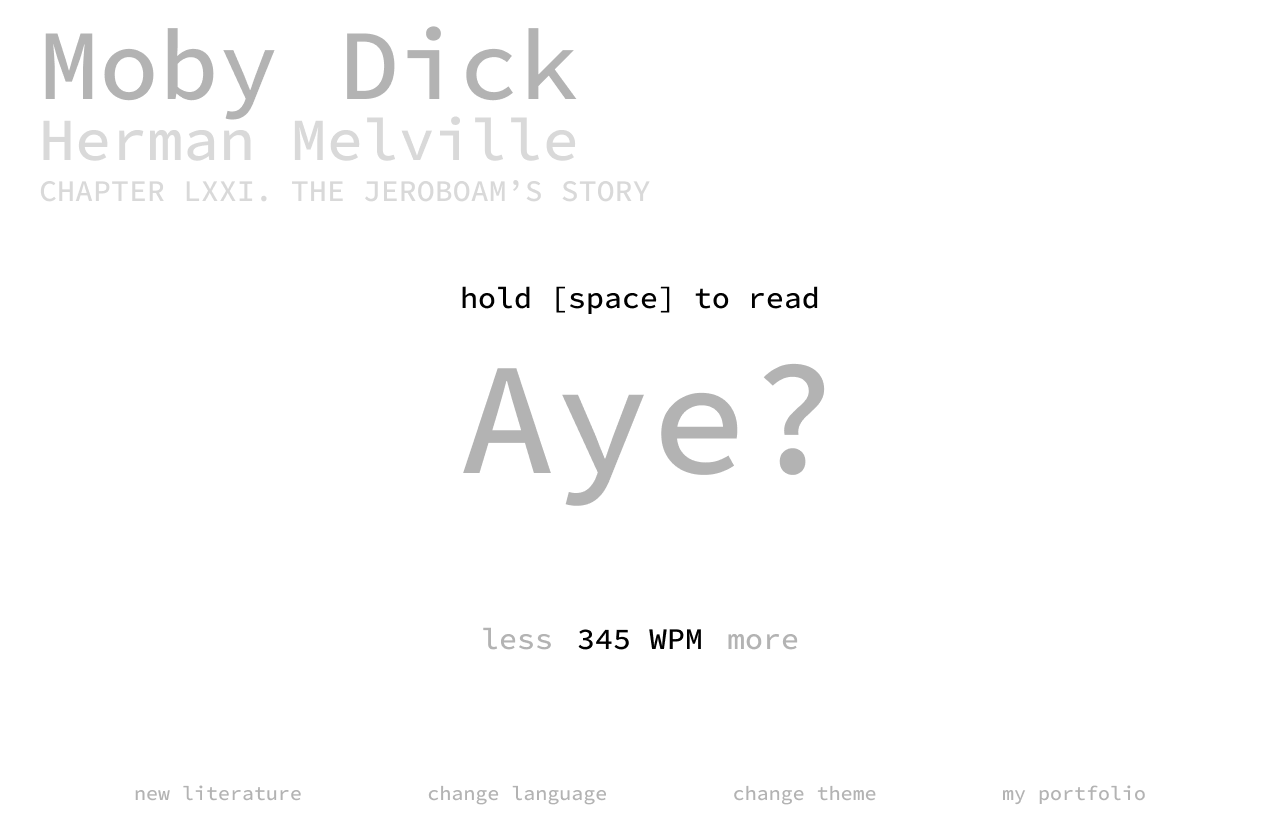 Moby Dick
Herman Melville
CHAPTER LXXI. THE JEROBOAM’S STORY
hold [space] to read
Aye?
less 345 WPM more
new literature change language change theme my portfolio